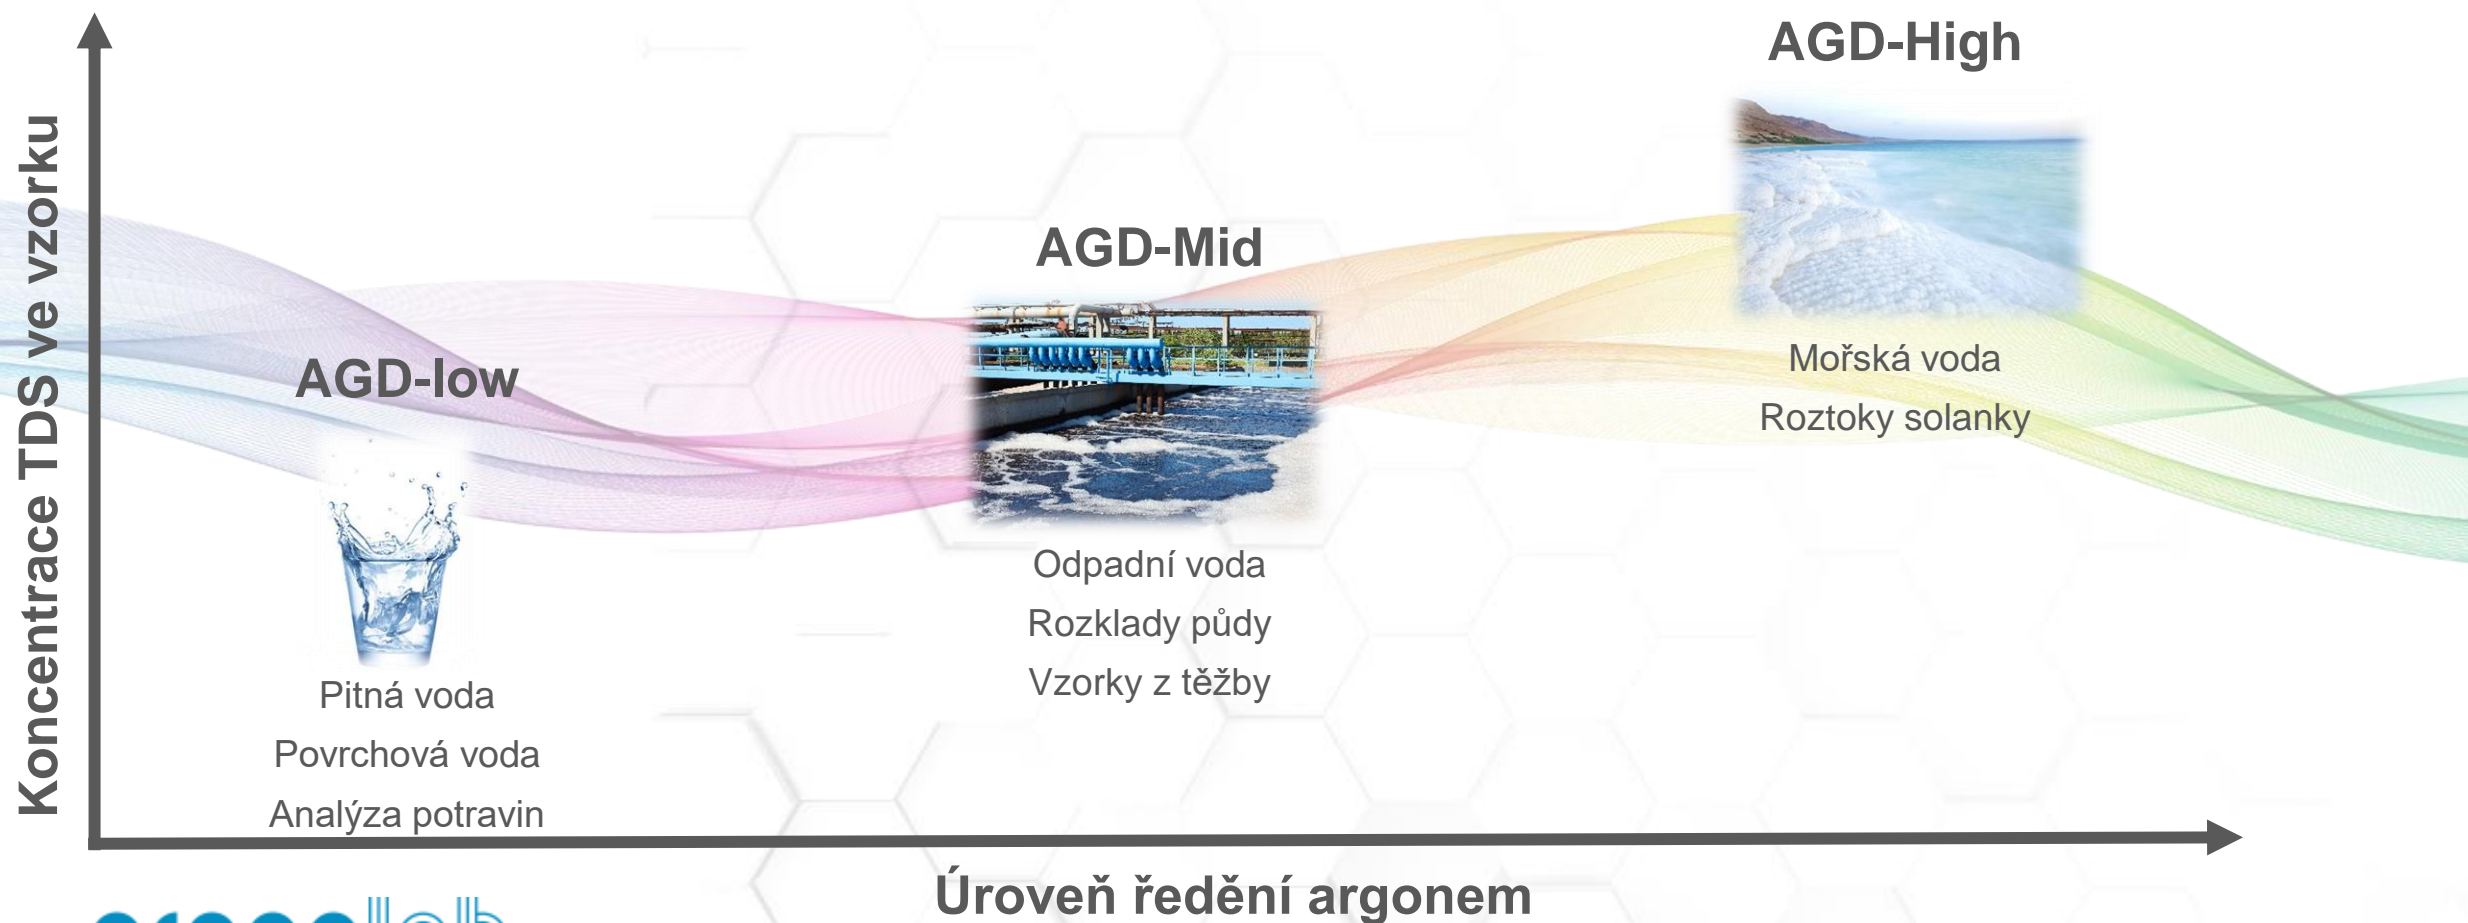 AGD-High
Koncentrace TDS ve vzorku
AGD-Mid
AGD-low
Mořská voda
Roztoky solanky
Odpadní voda
Rozklady půdy
Vzorky z těžby
Pitná voda
Povrchová voda
Analýza potravin
Úroveň ředění argonem